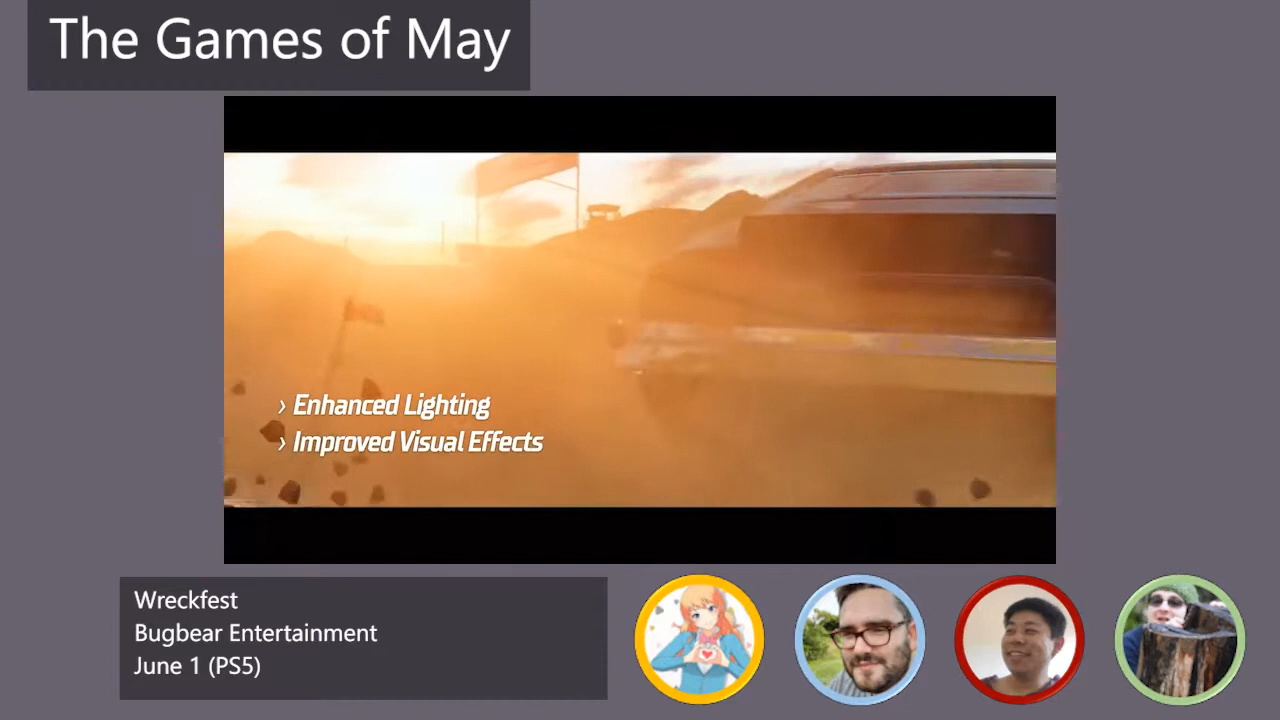 The Games of May
› Enhanced Lighting
› Improved Visual Effects
Wreckfest
Bugbear Entertainment
June 1 (PS5)